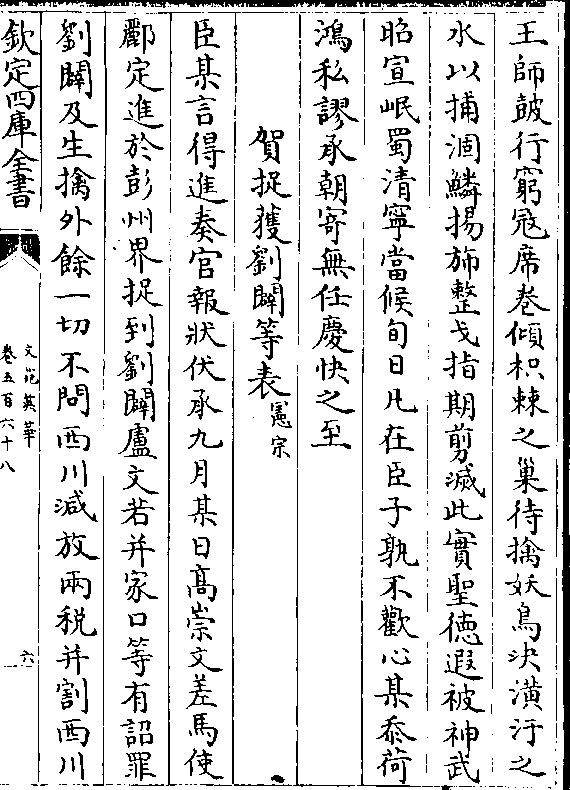 王師鼓行窮冦席巻傾枳棘之巢待擒妖鳥決潢汙之
水以捕涸鱗揚斾整戈指期剪滅此實聖徳遐被神武
昭宣岷蜀清寧當候旬日凡在臣子孰不歡心某忝荷
鴻私謬承朝寄無任慶快之至
賀捉獲劉闢等表憲宗
臣某言得進奏官報狀伏承九月某日髙崇文差馬使
酈定進於彭州界捉到劉闢盧文若并家口等有詔罪
劉闢及生擒外餘一切不問西川減放兩税并割西川
欽定四庫全書
文苑英華
卷五百六十八
六